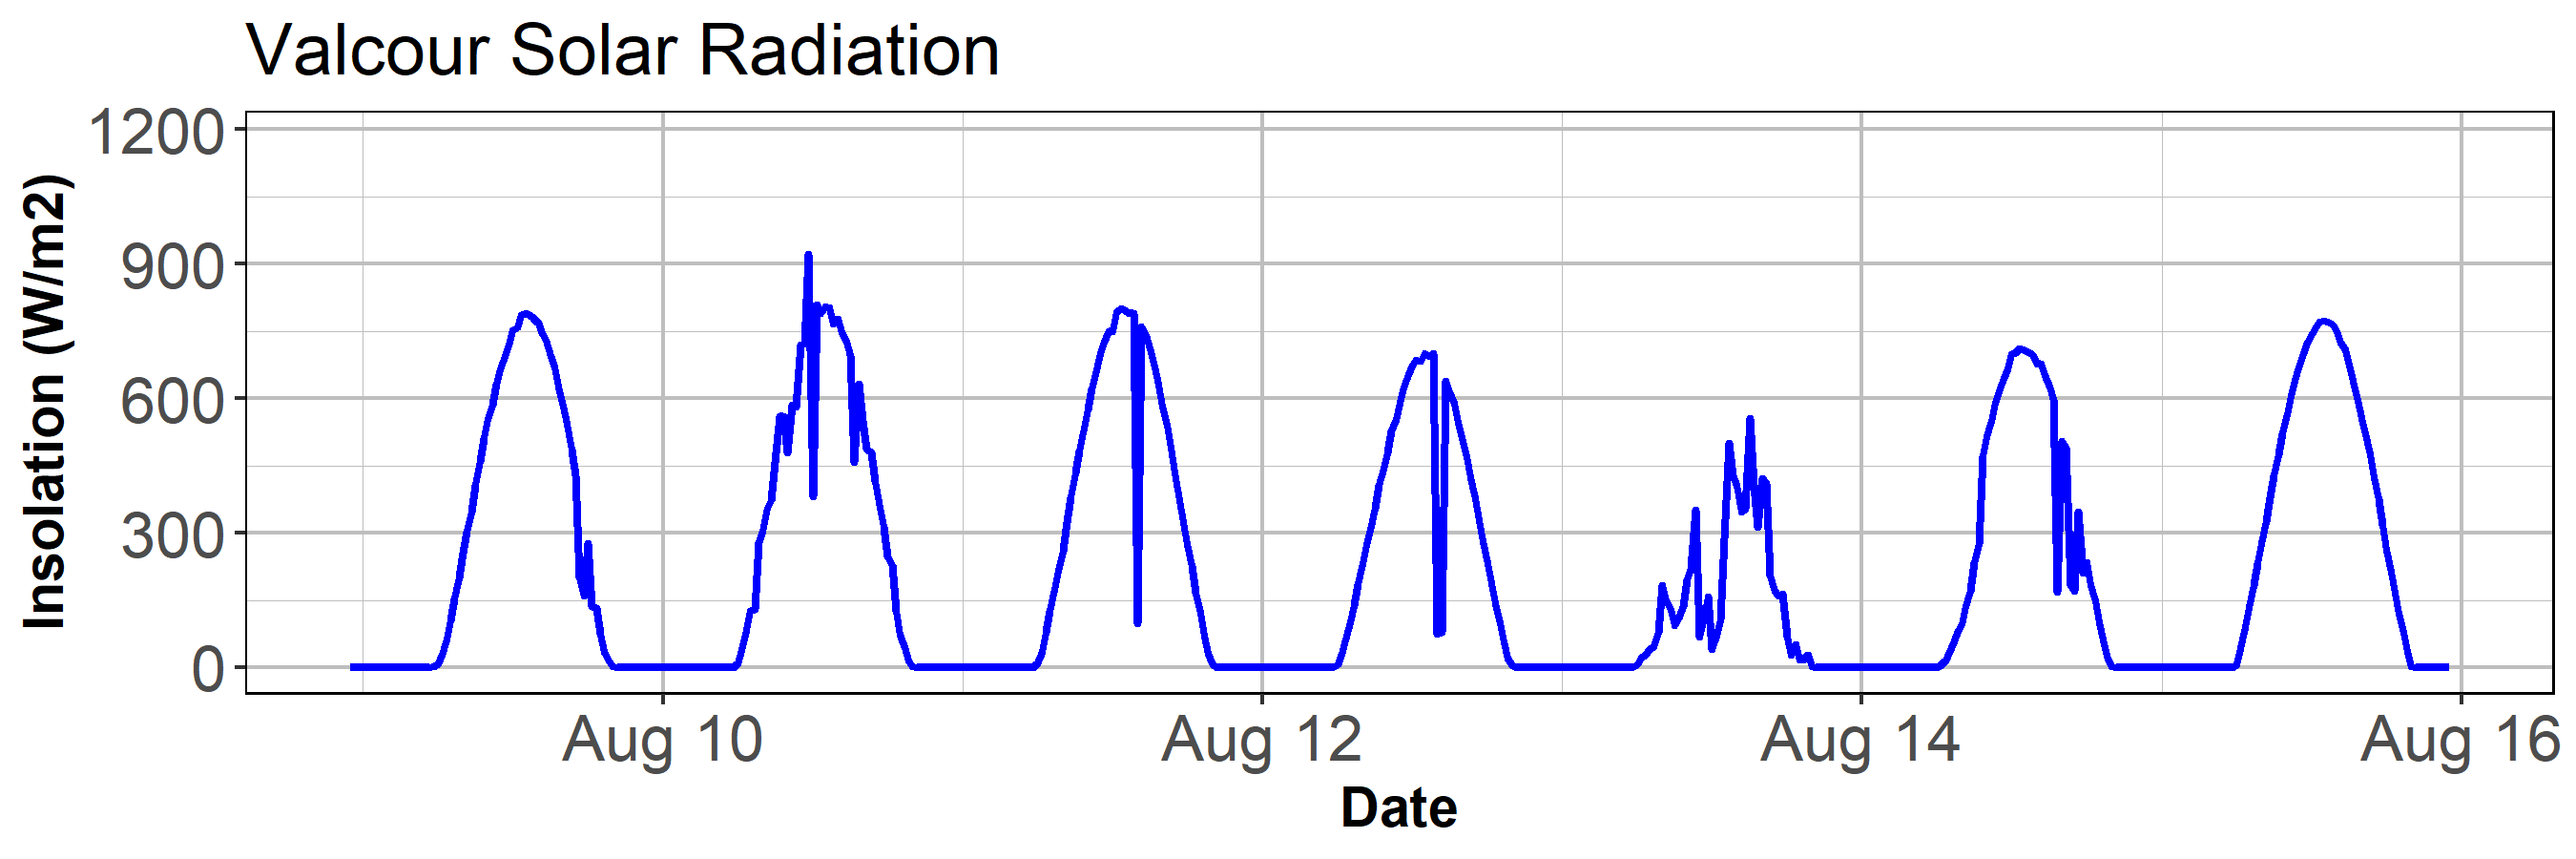 Valcour Solar Radiation
1200
900
600
300
0
Insolation (W/m2)
Aug 10
Aug 12
Aug 14
Aug 16
Date